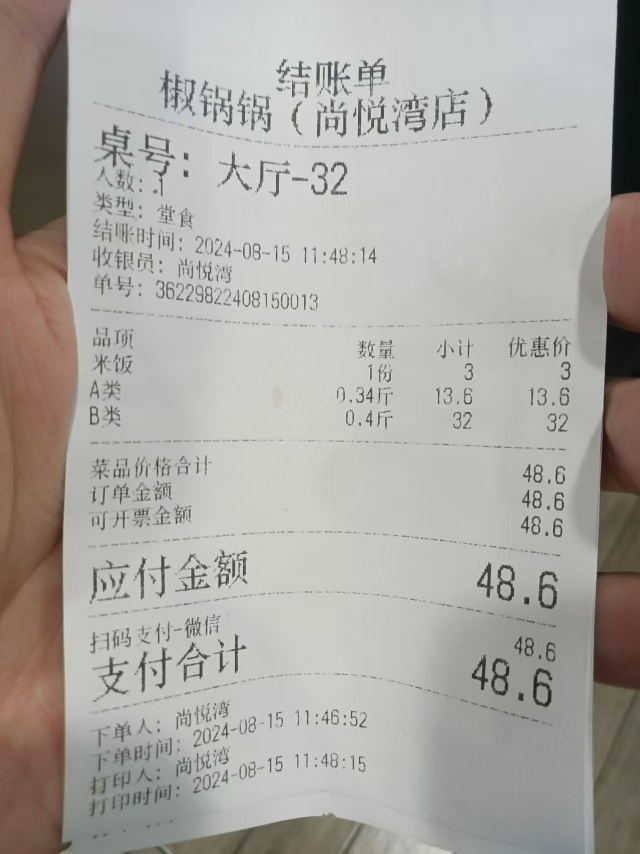 结账单
椒锅锅(尚悦湾店)
桌号: 大厅-32
人数: 1
类型: 堂食
结账时间: 2024-08-15 11:48:14
收银员: 尚悦湾
单号: 36229822408150013
品项 数量 小计 优惠价
米饭 1份 3 3
A类 0.34斤 13.6 13.6
B类 0.4斤 32 32
菜品价格合计 48.6
订单金额 48.6
可开票金额 48.6
应付金额 48.6
扫码支付-微信 48.6
支付合计 48.6
下单人: 尚悦湾
下单时间: 2024-08-15 11:46:52
打印人: 尚悦湾
打印时间: 2024-08-15 11:48:15